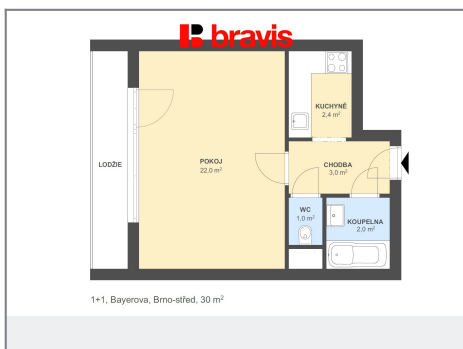 bravis
KUCHYNĚ
2,4 m²
LODŽIE
POKOJ
22,0 m²
CHODBA
3,0 m²
WC
1,0 m²
KOUPELNA
2,0 m²
1+1, Bayerova, Brno-střed, 30 m²